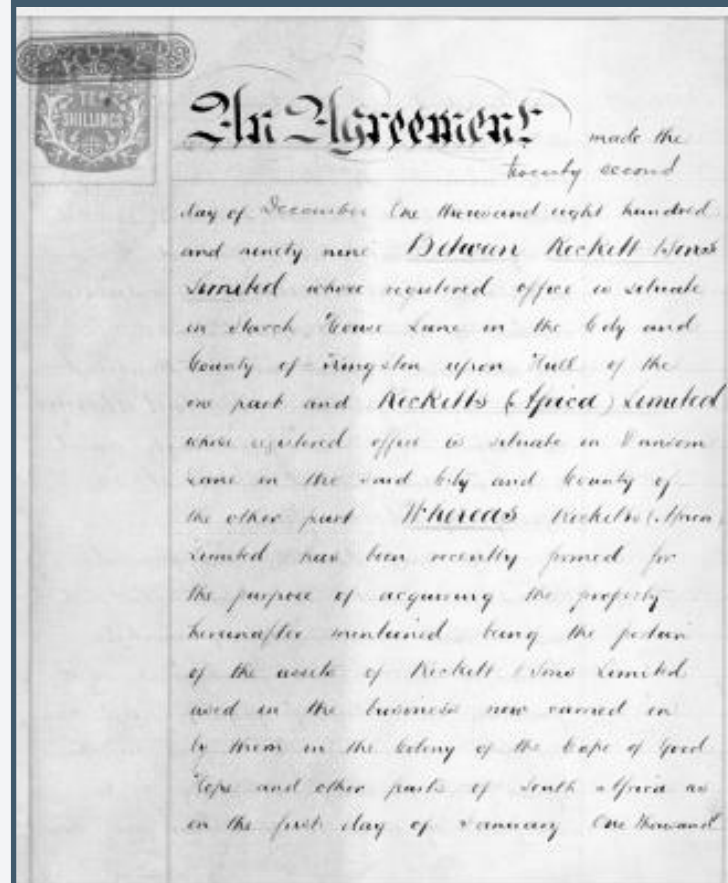 TEN
SHILLINGS
An Agreement made the
twenty second
day of December One thousand eight hundred
and ninety nine Between Reckitt & Sons
Limited whose registered office is situate
in Starch House Lane in the City and
County of Kingston upon Hull of the
one part and Recketts (Africa) Limited
whose registered office is situate in Dansom
Lane in the said City and County of
the other part Whereas Recketts (Africa)
Limited has been recently formed for
the purpose of acquiring the property
hereinafter mentioned being the portion
of the assets of Reckitt & Sons Limited
used in the business now carried on
by them in the Colony of the Cape of Good
Hope and other parts of South Africa as
on the first day of January One thousand